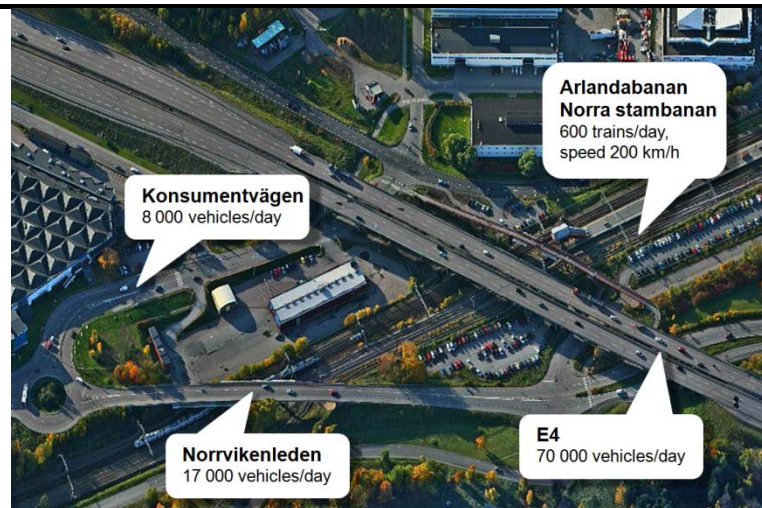 Arlandabanan
Norra stambanan
600 trains/day,
speed 200 km/h
Konsumentvägen
8 000 vehicles/day
Norrvikenleden
17 000 vehicles/day
E4
70 000 vehicles/day